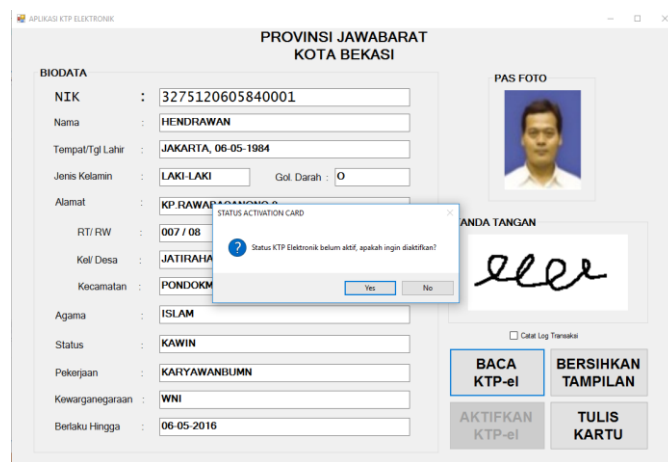 APLIKASI KTP ELEKTRONIK
PROVINSI JAWABARAT
KOTA BEKASI
BIODATA
NIK : 3275120605840001
Nama : HENDRAWAN
Tempat/Tgl Lahir : JAKARTA, 06-05-1984
Jenis Kelamin : LAKI-LAKI Gol. Darah : O
Alamat :
RT/ RW : 007 / 08
Kel/ Desa : JATIRAHA
Kecamatan : PONDOKM
Agama : ISLAM
Status : KAWIN
Pekerjaan : KARYAWANBUMN
Kewarganegaraan : WNI
Berlaku Hingga : 06-05-2016
STATUS ACTIVATION CARD
Status KTP Elektronik belum aktif, apakah ingin diaktifkan?
Yes No
PAS FOTO
ANDA TANGAN
Catat Log Transaksi
BACA
KTP-el
BERSIHKAN
TAMPILAN
AKTIFKAN
KTP-el
TULIS
KARTU